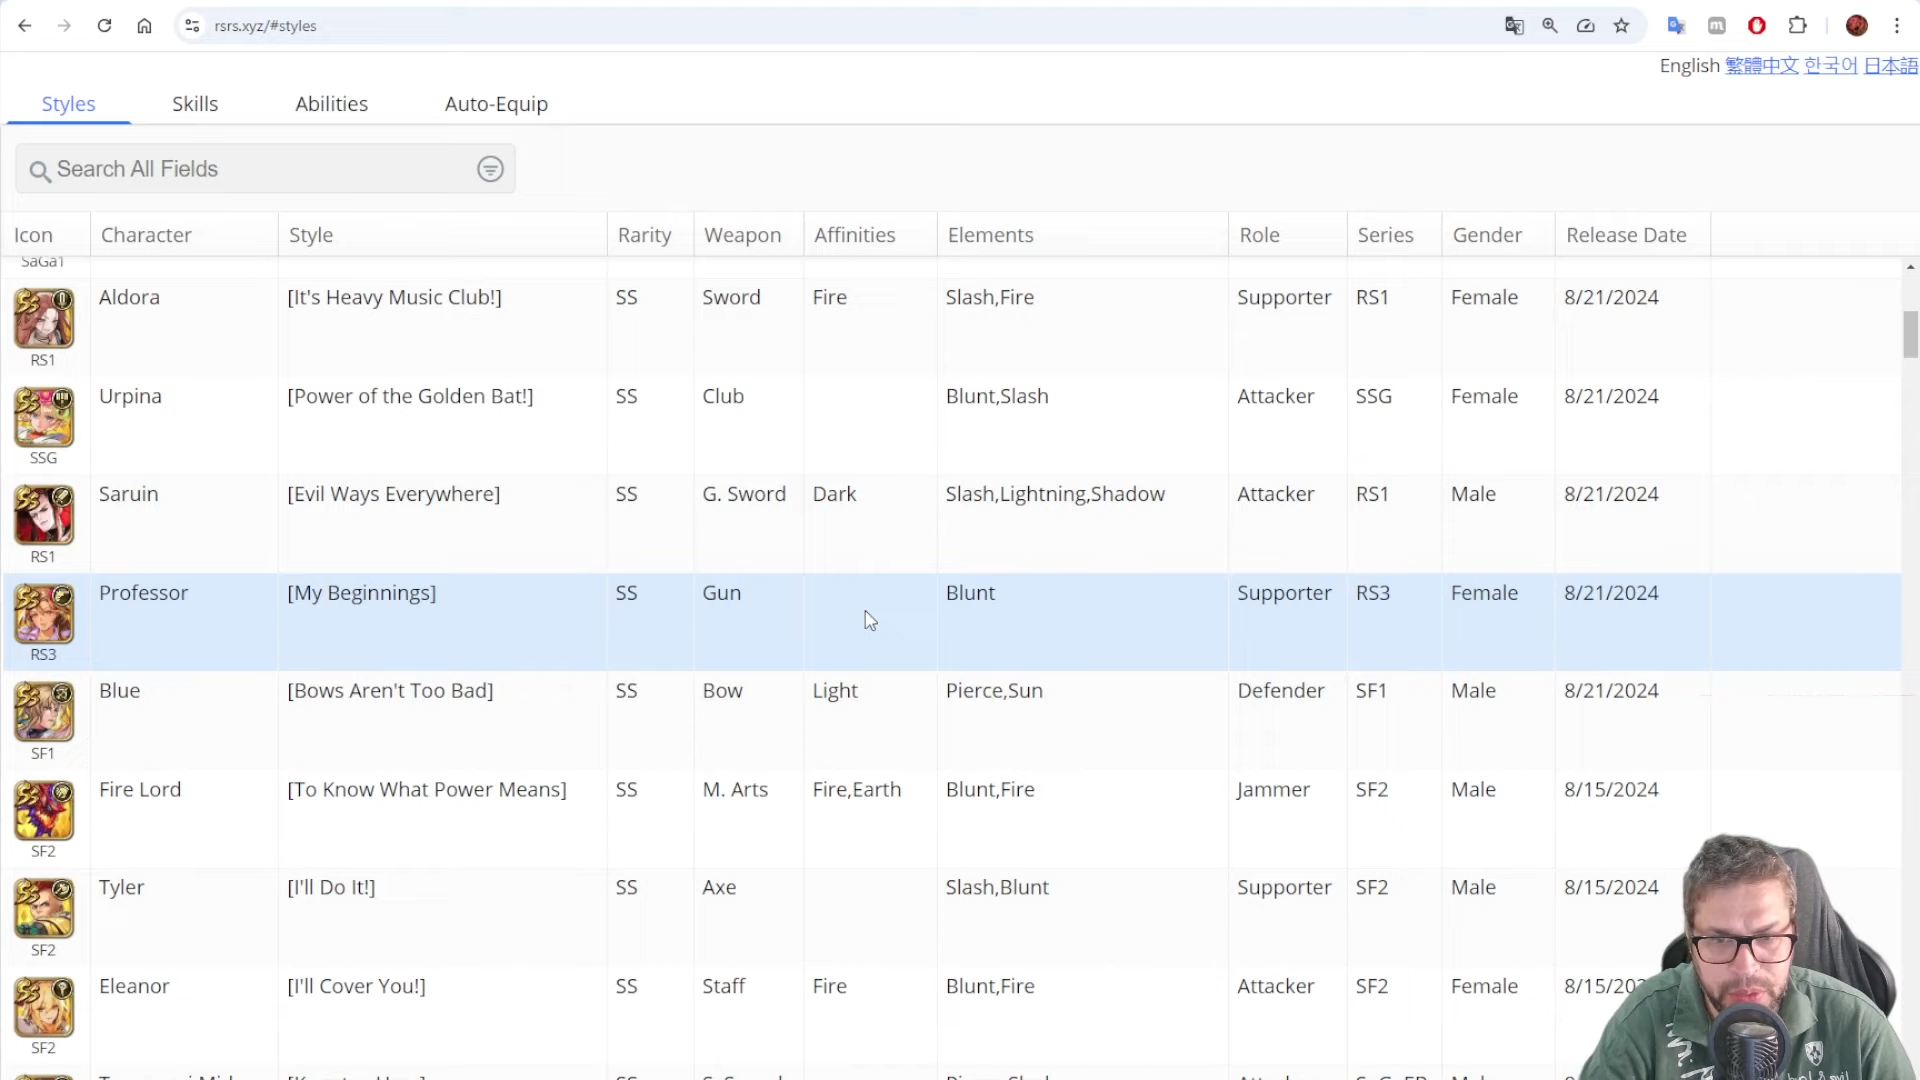 rsrs.xyz/#styles
English 繁體中文 한국어 日本語
Styles Skills Abilities Auto-Equip
Search All Fields
Icon Character Style Rarity Weapon Affinities Elements Role Series Gender Release Date
SaGa1
Aldora [It's Heavy Music Club!] SS Sword Fire Slash,Fire Supporter RS1 Female 8/21/2024
RS1
Urpina [Power of the Golden Bat!] SS Club Blunt,Slash Attacker SSG Female 8/21/2024
SSG
Saruin [Evil Ways Everywhere] SS G. Sword Dark Slash,Lightning,Shadow Attacker RS1 Male 8/21/2024
RS1
Professor [My Beginnings] SS Gun Blunt Supporter RS3 Female 8/21/2024
RS3
Blue [Bows Aren't Too Bad] SS Bow Light Pierce,Sun Defender SF1 Male 8/21/2024
SF1
Fire Lord [To Know What Power Means] SS M. Arts Fire,Earth Blunt,Fire Jammer SF2 Male 8/15/2024
SF2
Tyler [I'll Do It!] SS Axe Slash,Blunt Supporter SF2 Male 8/15/2024
SF2
Eleanor [I'll Cover You!] SS Staff Fire Blunt,Fire Attacker SF2 Female 8/15/202
SF2